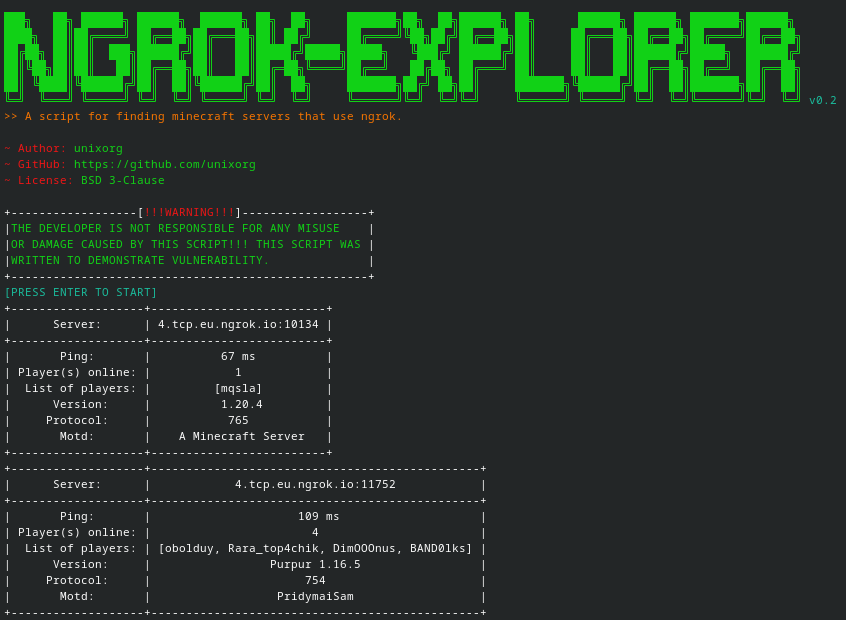 NGROK-EXPLORER v0.2
>> A script for finding minecraft servers that use ngrok.
- Author: unixorg
- GitHub: https://github.com/unixorg
- License: BSD 3-Clause
+------------------[!!!WARNING!!!]------------------+
|THE DEVELOPER IS NOT RESPONSIBLE FOR ANY MISUSE    |
|OR DAMAGE CAUSED BY THIS SCRIPT!!! THIS SCRIPT WAS |
|WRITTEN TO DEMONSTRATE VULNERABILITY.              |
+---------------------------------------------------+
[PRESS ENTER TO START]
+-------------------+-------------------------+
|      Server:      | 4.tcp.eu.ngrok.io:10134 |
+-------------------+-------------------------+
|       Ping:       |          67 ms          |
| Player(s) online: |            1            |
|  List of players: |         [mqsla]         |
|      Version:     |          1.20.4         |
|     Protocol:     |           765           |
|       Motd:       |    A Minecraft Server   |
+-------------------+-------------------------+
+-------------------+-----------------------------------------------+
|      Server:      |            4.tcp.eu.ngrok.io:11752            |
+-------------------+-----------------------------------------------+
|       Ping:       |                     109 ms                    |
| Player(s) online: |                       4                       |
|  List of players: | [obolduy, Rara_top4chik, DimOOOnus, BAND0lks] |
|      Version:     |                 Purpur 1.16.5                 |
|     Protocol:     |                      754                      |
|       Motd:       |                  PridymaiSam                  |
+-------------------+-----------------------------------------------+